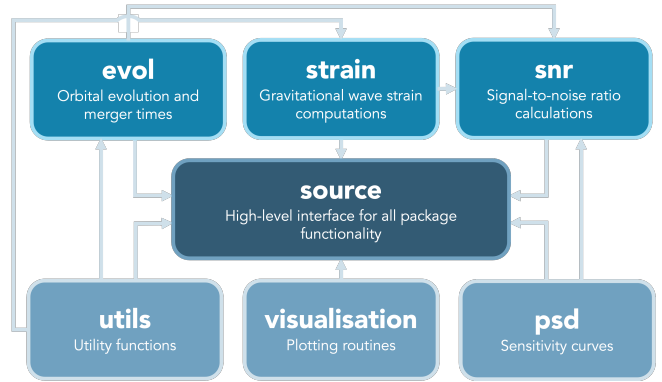 evol
Orbital evolution and
merger times
strain
Gravitational wave strain
computations
snr
Signal-to-noise ratio
calculations
source
High-level interface for all package
functionality
utils
Utility functions
visualisation
Plotting routines
psd
Sensitivity curves